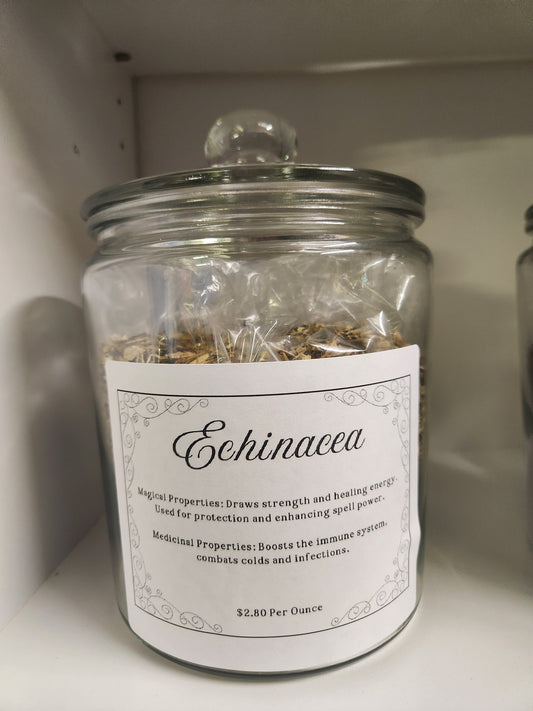 Echinacea
Magical Properties: Draws strength and healing energy.
Used for protection and enhancing spell power.
Medicinal Properties: Boosts the immune system,
combats colds and infections.
$2.80 Per Ounce